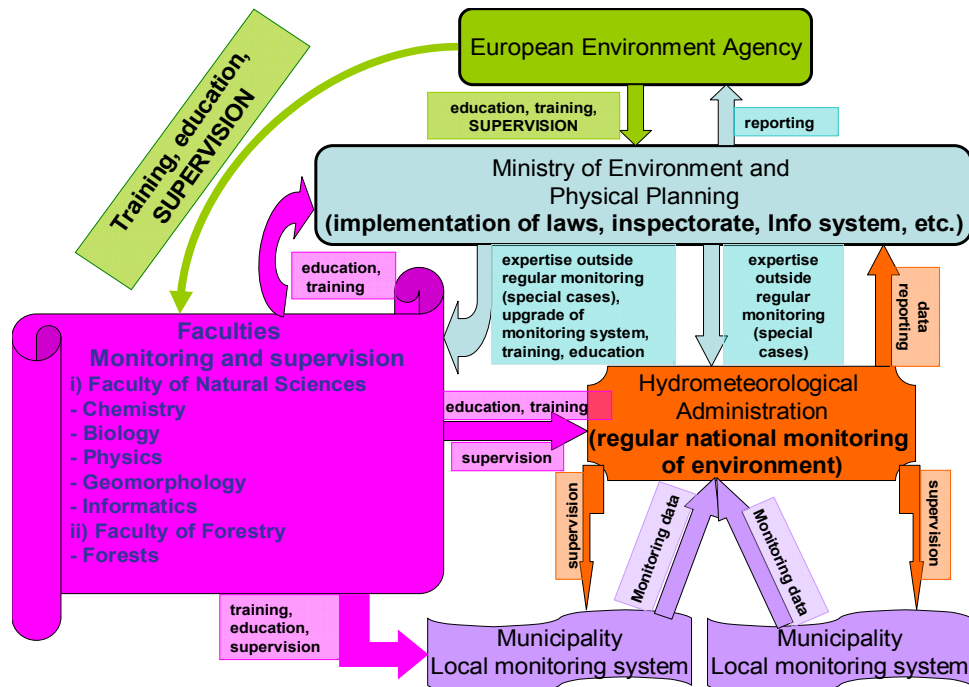 European Environment Agency
Training, education,
SUPERVISION
education, training,
SUPERVISION
reporting
Ministry of Environment and
Physical Planning
(implementation of laws, inspectorate, Info system, etc.)
education,
training
expertise outside
regular monitoring
(special cases),
upgrade of
monitoring system,
training, education
expertise
outside
regular
monitoring
(special
cases)
data
reporting
Faculties
Monitoring and supervision
i) Faculty of Natural Sciences
- Chemistry
- Biology
- Physics
- Geomorphology
- Informatics
ii) Faculty of Forestry
- Forests
education, training
supervision
Hydrometeorological
Administration
(regular national monitoring
of environment)
supervision
Monitoring data
Monitoring data
supervision
training,
education,
supervision
Municipality
Local monitoring system
Municipality
Local monitoring system